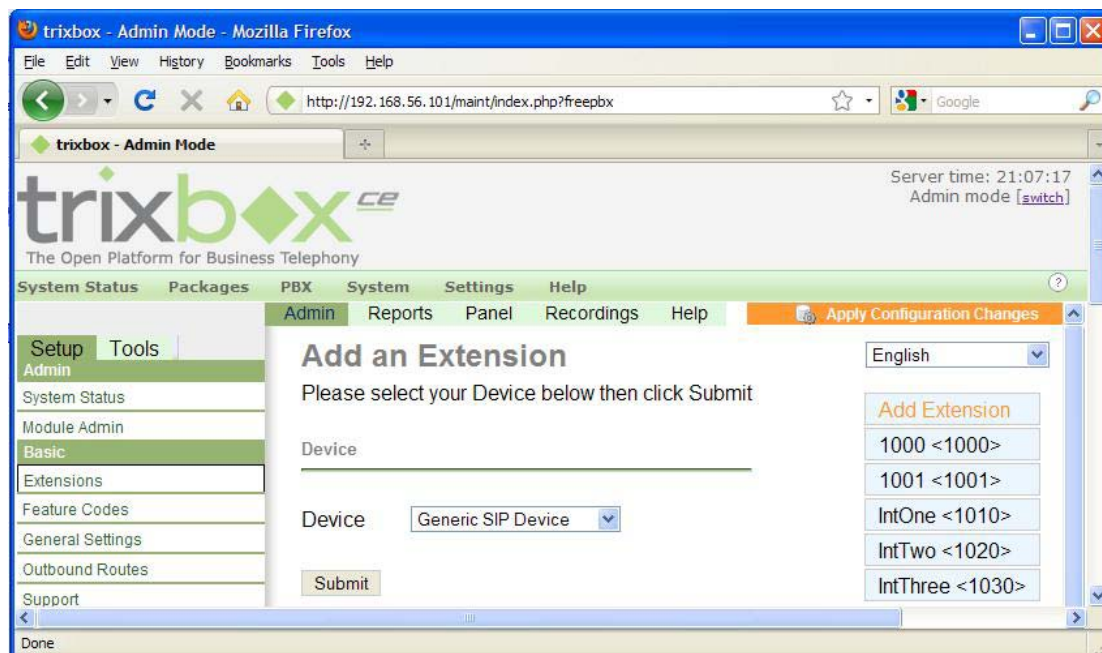 trixbox - Admin Mode - Mozilla Firefox
File Edit View History Bookmarks Tools Help
http://192.168.56.101/maint/index.php?freepbx
Google
trixbox - Admin Mode
trixbox ce
The Open Platform for Business Telephony
Server time: 21:07:17
Admin mode [switch]
System Status Packages PBX System Settings Help ?
Admin Reports Panel Recordings Help Apply Configuration Changes
Setup Tools
Admin
System Status
Module Admin
Basic
Extensions
Feature Codes
General Settings
Outbound Routes
Support
Add an Extension
Please select your Device below then click Submit
Device
Device Generic SIP Device
Submit
English
Add Extension
1000 <1000>
1001 <1001>
IntOne <1010>
IntTwo <1020>
IntThree <1030>
Done